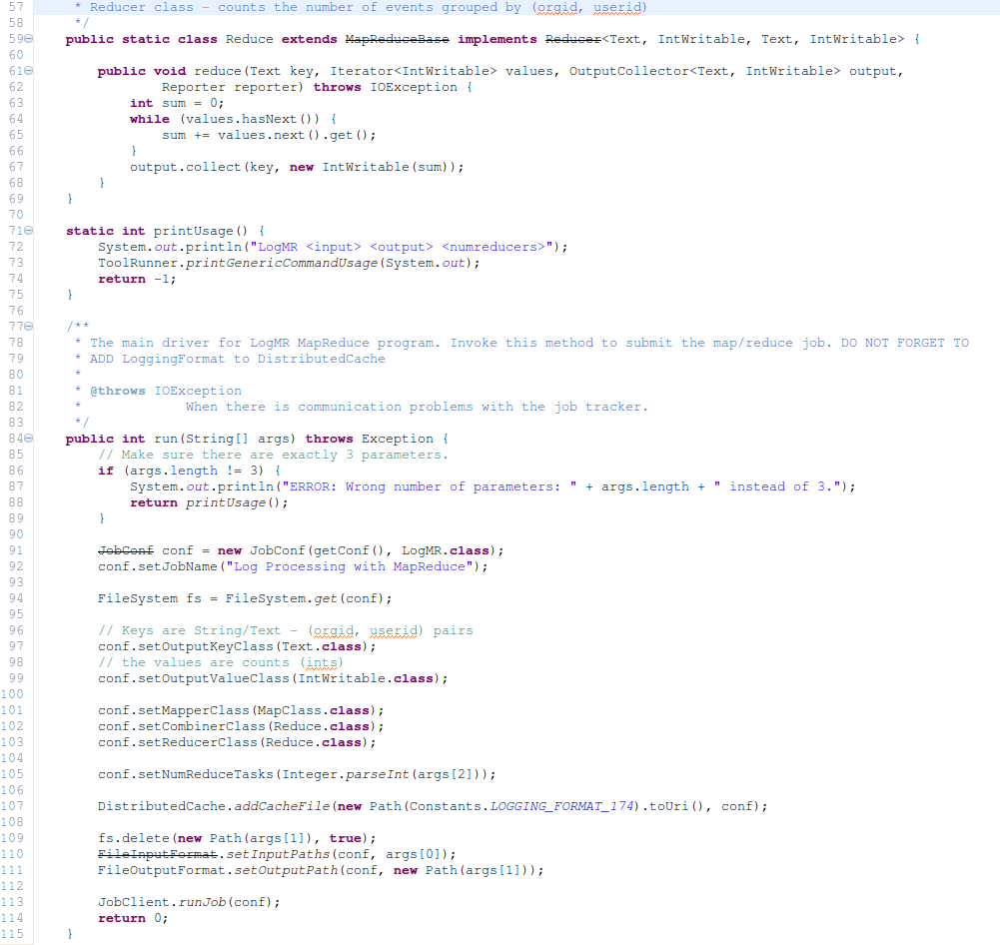 57      * Reducer class - counts the number of events grouped by (orgid, userid)
58      */
59     public static class Reduce extends MapReduceBase implements Reducer<Text, IntWritable, Text, IntWritable> {
60
61         public void reduce(Text key, Iterator<IntWritable> values, OutputCollector<Text, IntWritable> output,
62                 Reporter reporter) throws IOException {
63             int sum = 0;
64             while (values.hasNext()) {
65                 sum += values.next().get();
66             }
67             output.collect(key, new IntWritable(sum));
68         }
69     }
70
71     static int printUsage() {
72         System.out.println("LogMR <input> <output> <numreducers>");
73         ToolRunner.printGenericCommandUsage(System.out);
74         return -1;
75     }
76
77     /**
78      * The main driver for LogMR MapReduce program. Invoke this method to submit the map/reduce job. DO NOT FORGET TO
79      * ADD LoggingFormat to DistributedCache
80      *
81      * @throws IOException
82      *             When there is communication problems with the job tracker.
83      */
84     public int run(String[] args) throws Exception {
85         // Make sure there are exactly 3 parameters.
86         if (args.length != 3) {
87             System.out.println("ERROR: Wrong number of parameters: " + args.length + " instead of 3.");
88             return printUsage();
89         }
90
91         JobConf conf = new JobConf(getConf(), LogMR.class);
92         conf.setJobName("Log Processing with MapReduce");
93
94         FileSystem fs = FileSystem.get(conf);
95
96         // Keys are String/Text - (orgid, userid) pairs
97         conf.setOutputKeyClass(Text.class);
98         // the values are counts (ints)
99         conf.setOutputValueClass(IntWritable.class);
100
101         conf.setMapperClass(MapClass.class);
102         conf.setCombinerClass(Reduce.class);
103         conf.setReducerClass(Reduce.class);
104
105         conf.setNumReduceTasks(Integer.parseInt(args[2]));
106
107         DistributedCache.addCacheFile(new Path(Constants.LOGGING_FORMAT_174).toUri(), conf);
108
109         fs.delete(new Path(args[1]), true);
110         FileInputFormat.setInputPaths(conf, args[0]);
111         FileOutputFormat.setOutputPath(conf, new Path(args[1]));
112
113         JobClient.runJob(conf);
114         return 0;
115     }